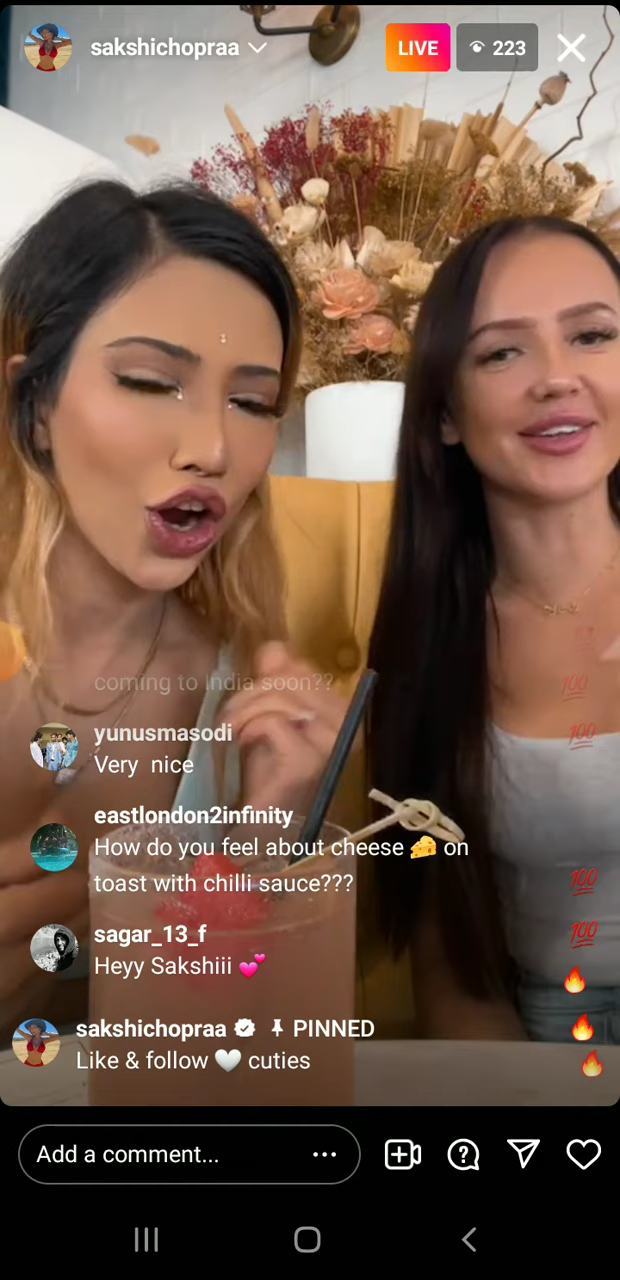 sakshichopraa
LIVE
223
coming to India soon??
yunusmasodi
Very nice
eastlondon2infinity
How do you feel about cheese 🧀 on
toast with chilli sauce???
sagar_13_f
Heyy Sakshiii 💕
sakshichopraa PINNED
Like & follow 🤍 cuties
Add a comment...
💯
💯
💯
💯